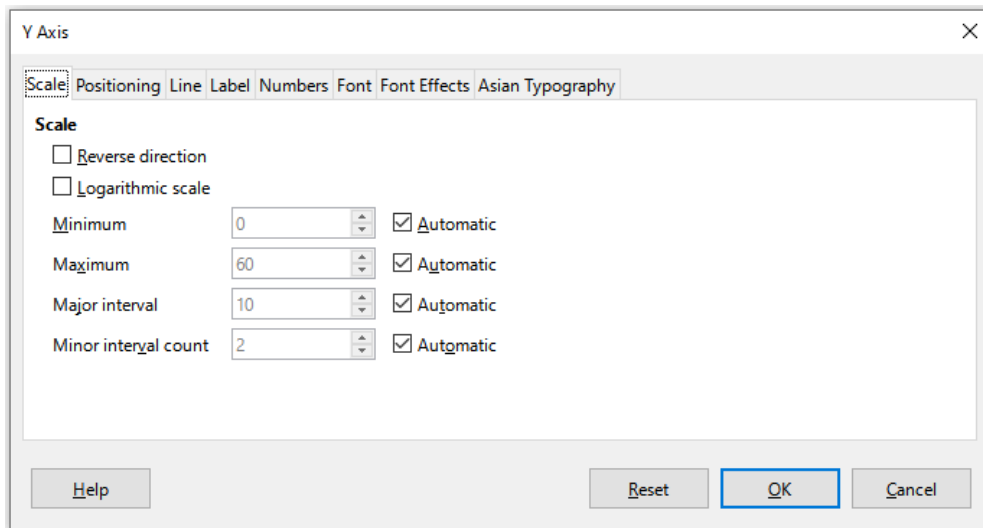 Y Axis
Scale Positioning Line Label Numbers Font Font Effects Asian Typography
Scale
Reverse direction
Logarithmic scale
Minimum 0 Automatic
Maximum 60 Automatic
Major interval 10 Automatic
Minor interval count 2 Automatic
Help Reset OK Cancel